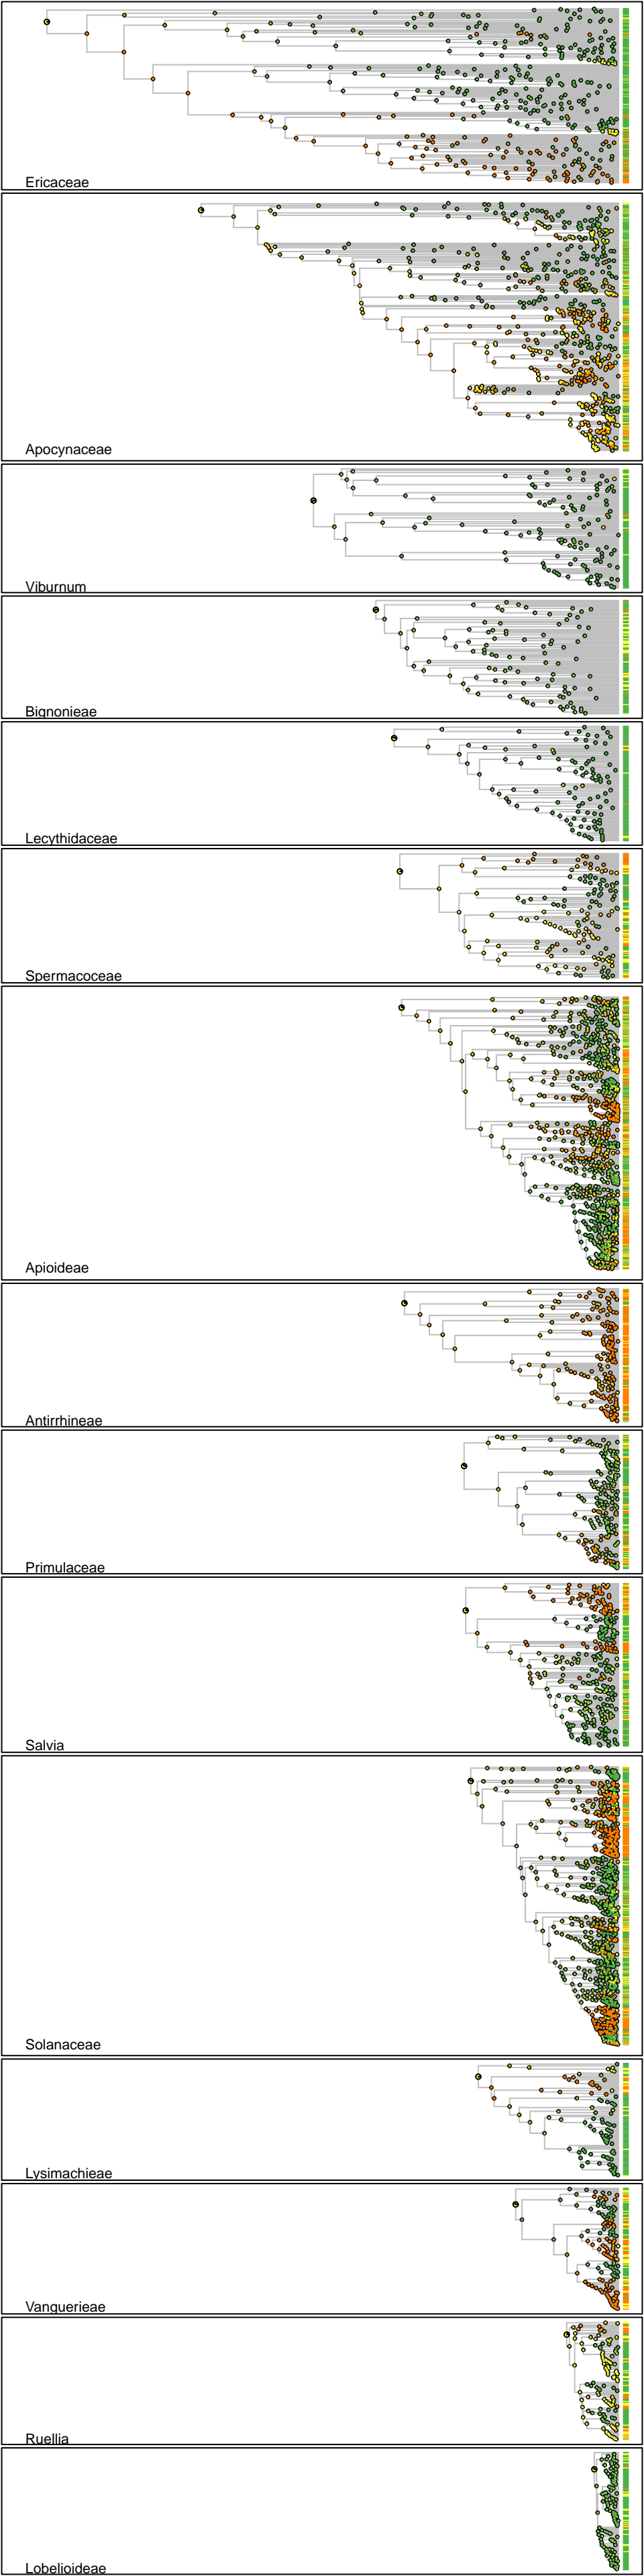 Ericaceae
Apocynaceae
Viburnum
Bignonieae
Lecythidaceae
Spermacoceae
Apioideae
Antirrhineae
Primulaceae
Salvia
Solanaceae
Lysimachieae
Vanguerieae
Ruellia
Lobelioideae